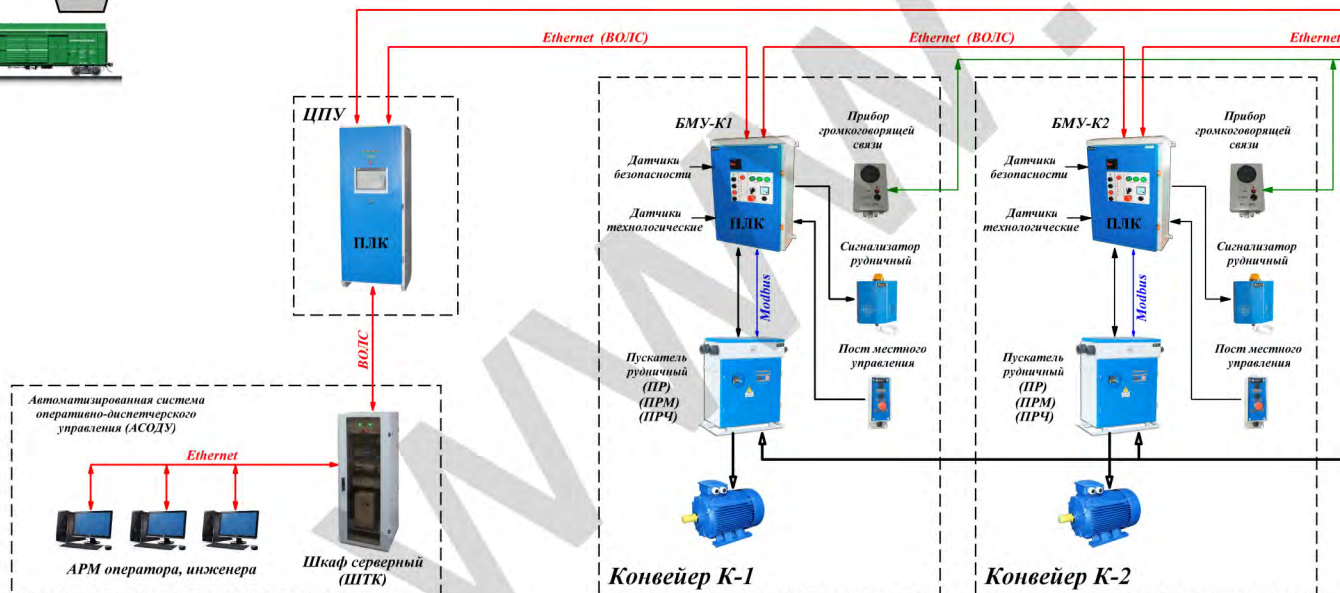 Ethernet (ВОЛС)
Ethernet (ВОЛС)
Ethernet
ЦПУ
ПЛК
ВОЛС
Автоматизированная система
оперативно-диспетчерского
управления (АСОДУ)
Ethernet
АРМ оператора, инженера
Шкаф серверный
(ШТК)
БМУ-К1
Прибор
громкоговорящей
связи
Датчики
безопасности
Датчики
технологические
ПЛК
Сигнализатор
рудничный
Modbus
Пускатель
рудничный
(ПР)
(ПРМ)
(ПРЧ)
Пост местного
управления
Конвейер К-1
БМУ-К2
Прибор
громкоговорящей
связи
Датчики
безопасности
Датчики
технологические
ПЛК
Сигнализатор
рудничный
Modbus
Пускатель
рудничный
(ПР)
(ПРМ)
(ПРЧ)
Пост местного
управления
Конвейер К-2
www.